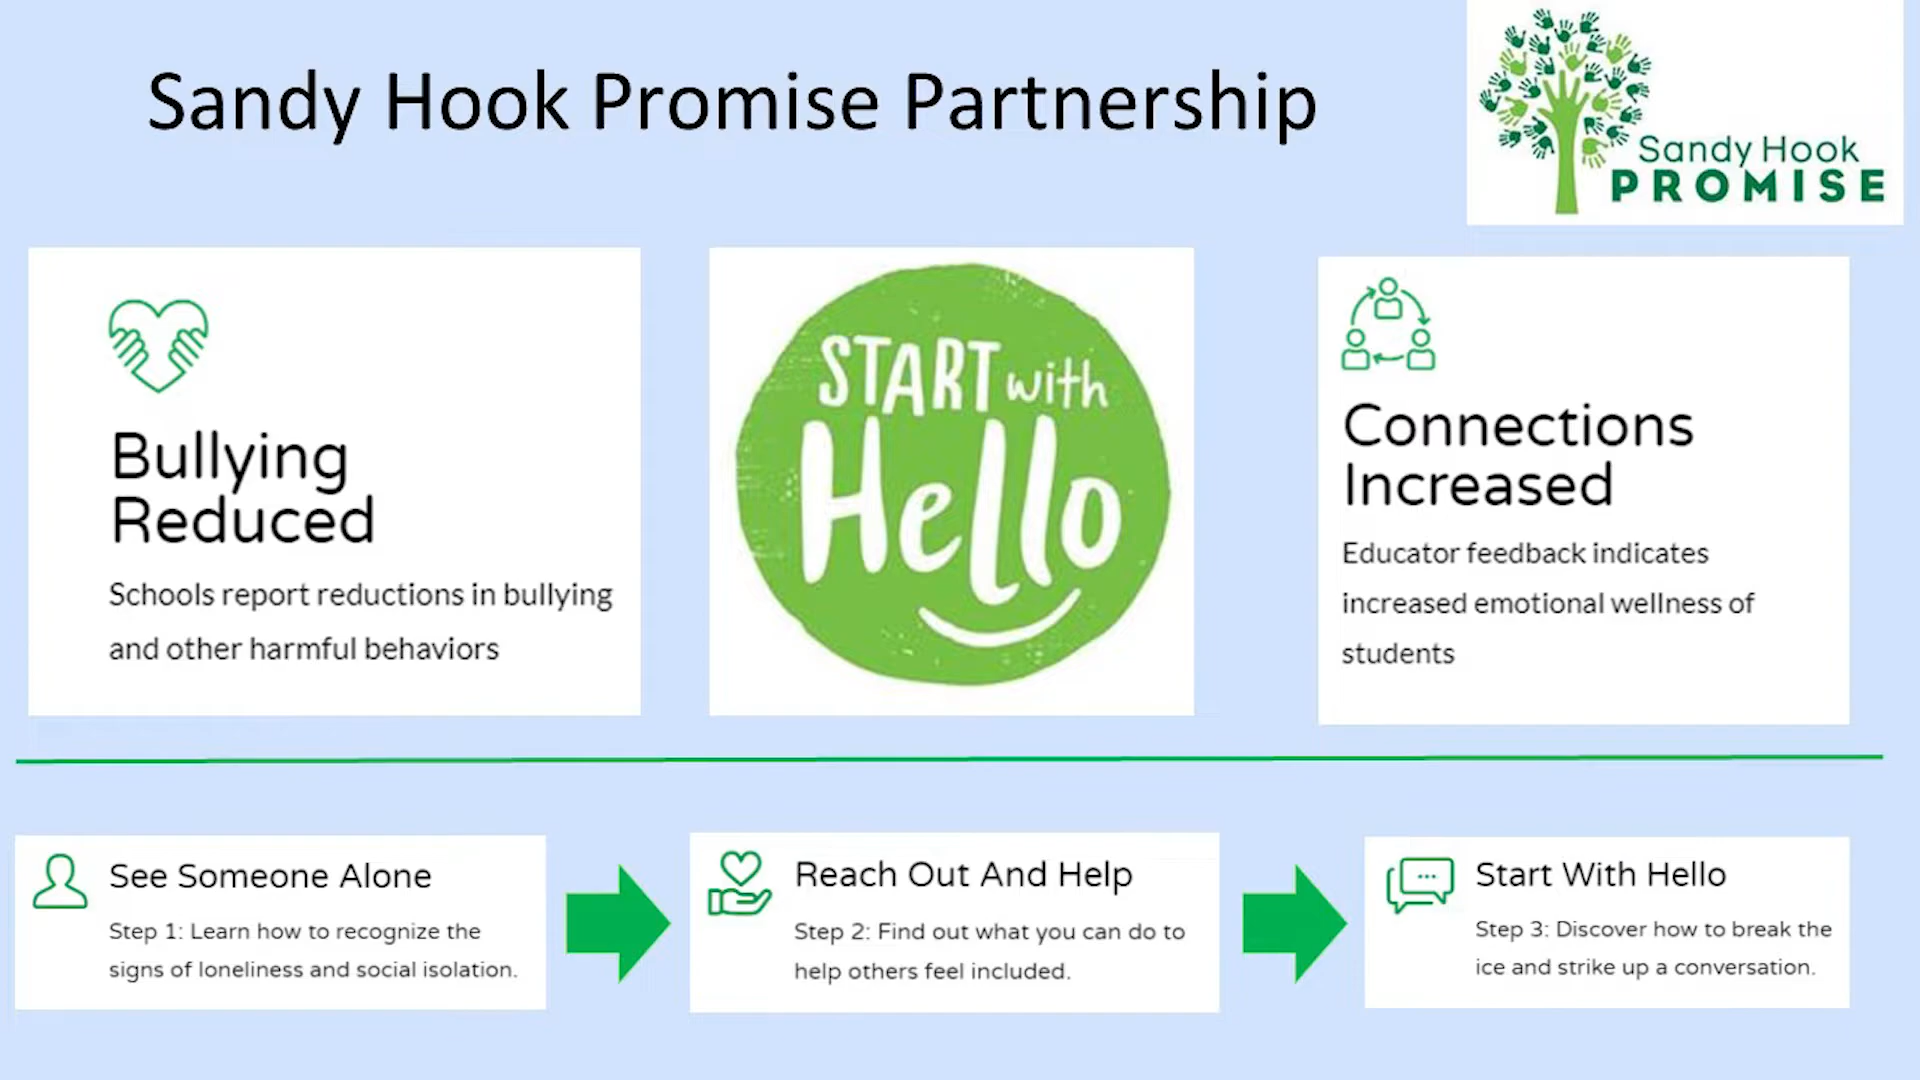 Sandy Hook Promise Partnership
Sandy Hook
PROMISE
Bullying
Reduced
Schools report reductions in bullying
and other harmful behaviors
START with
Hello
Connections
Increased
Educator feedback indicates
increased emotional wellness of
students
See Someone Alone
Step 1: Learn how to recognize the
signs of loneliness and social isolation.
Reach Out And Help
Step 2: Find out what you can do to
help others feel included.
Start With Hello
Step 3: Discover how to break the
ice and strike up a conversation.